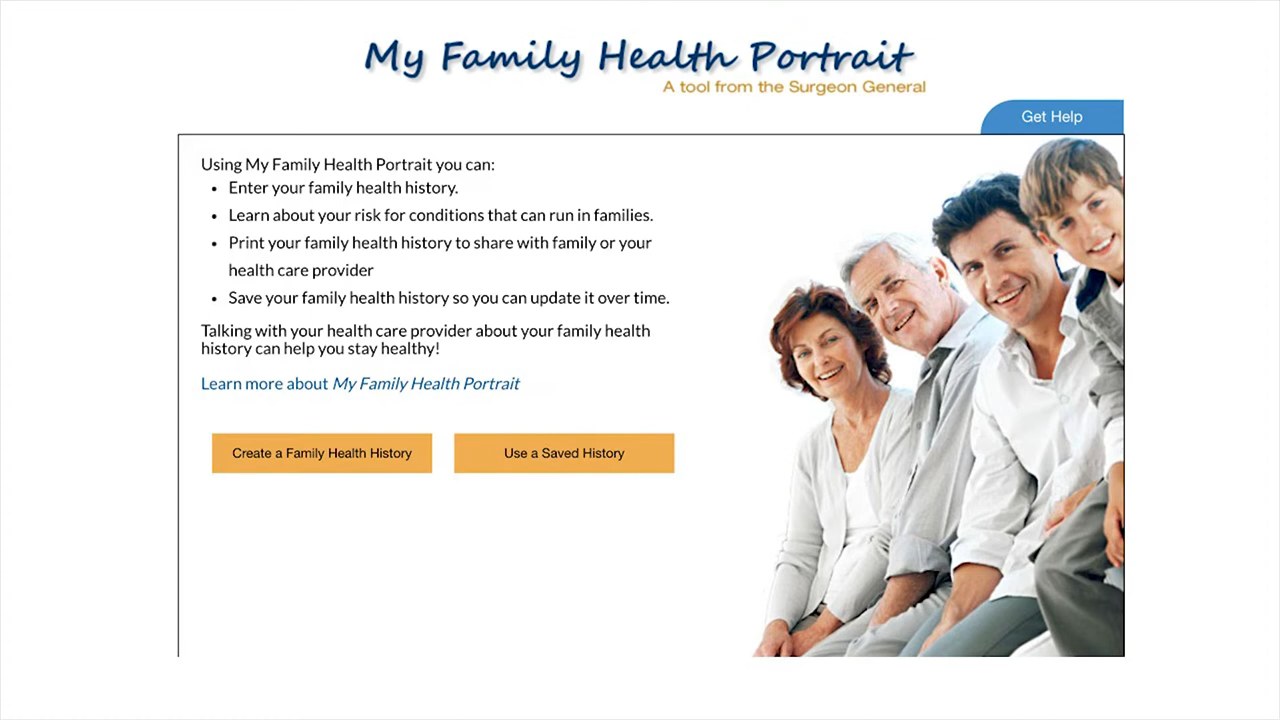 My Family Health Portrait
A tool from the Surgeon General
Get Help
Using My Family Health Portrait you can:
• Enter your family health history.
• Learn about your risk for conditions that can run in families.
• Print your family health history to share with family or your
health care provider
• Save your family health history so you can update it over time.
Talking with your health care provider about your family health
history can help you stay healthy!
Learn more about My Family Health Portrait
Create a Family Health History
Use a Saved History